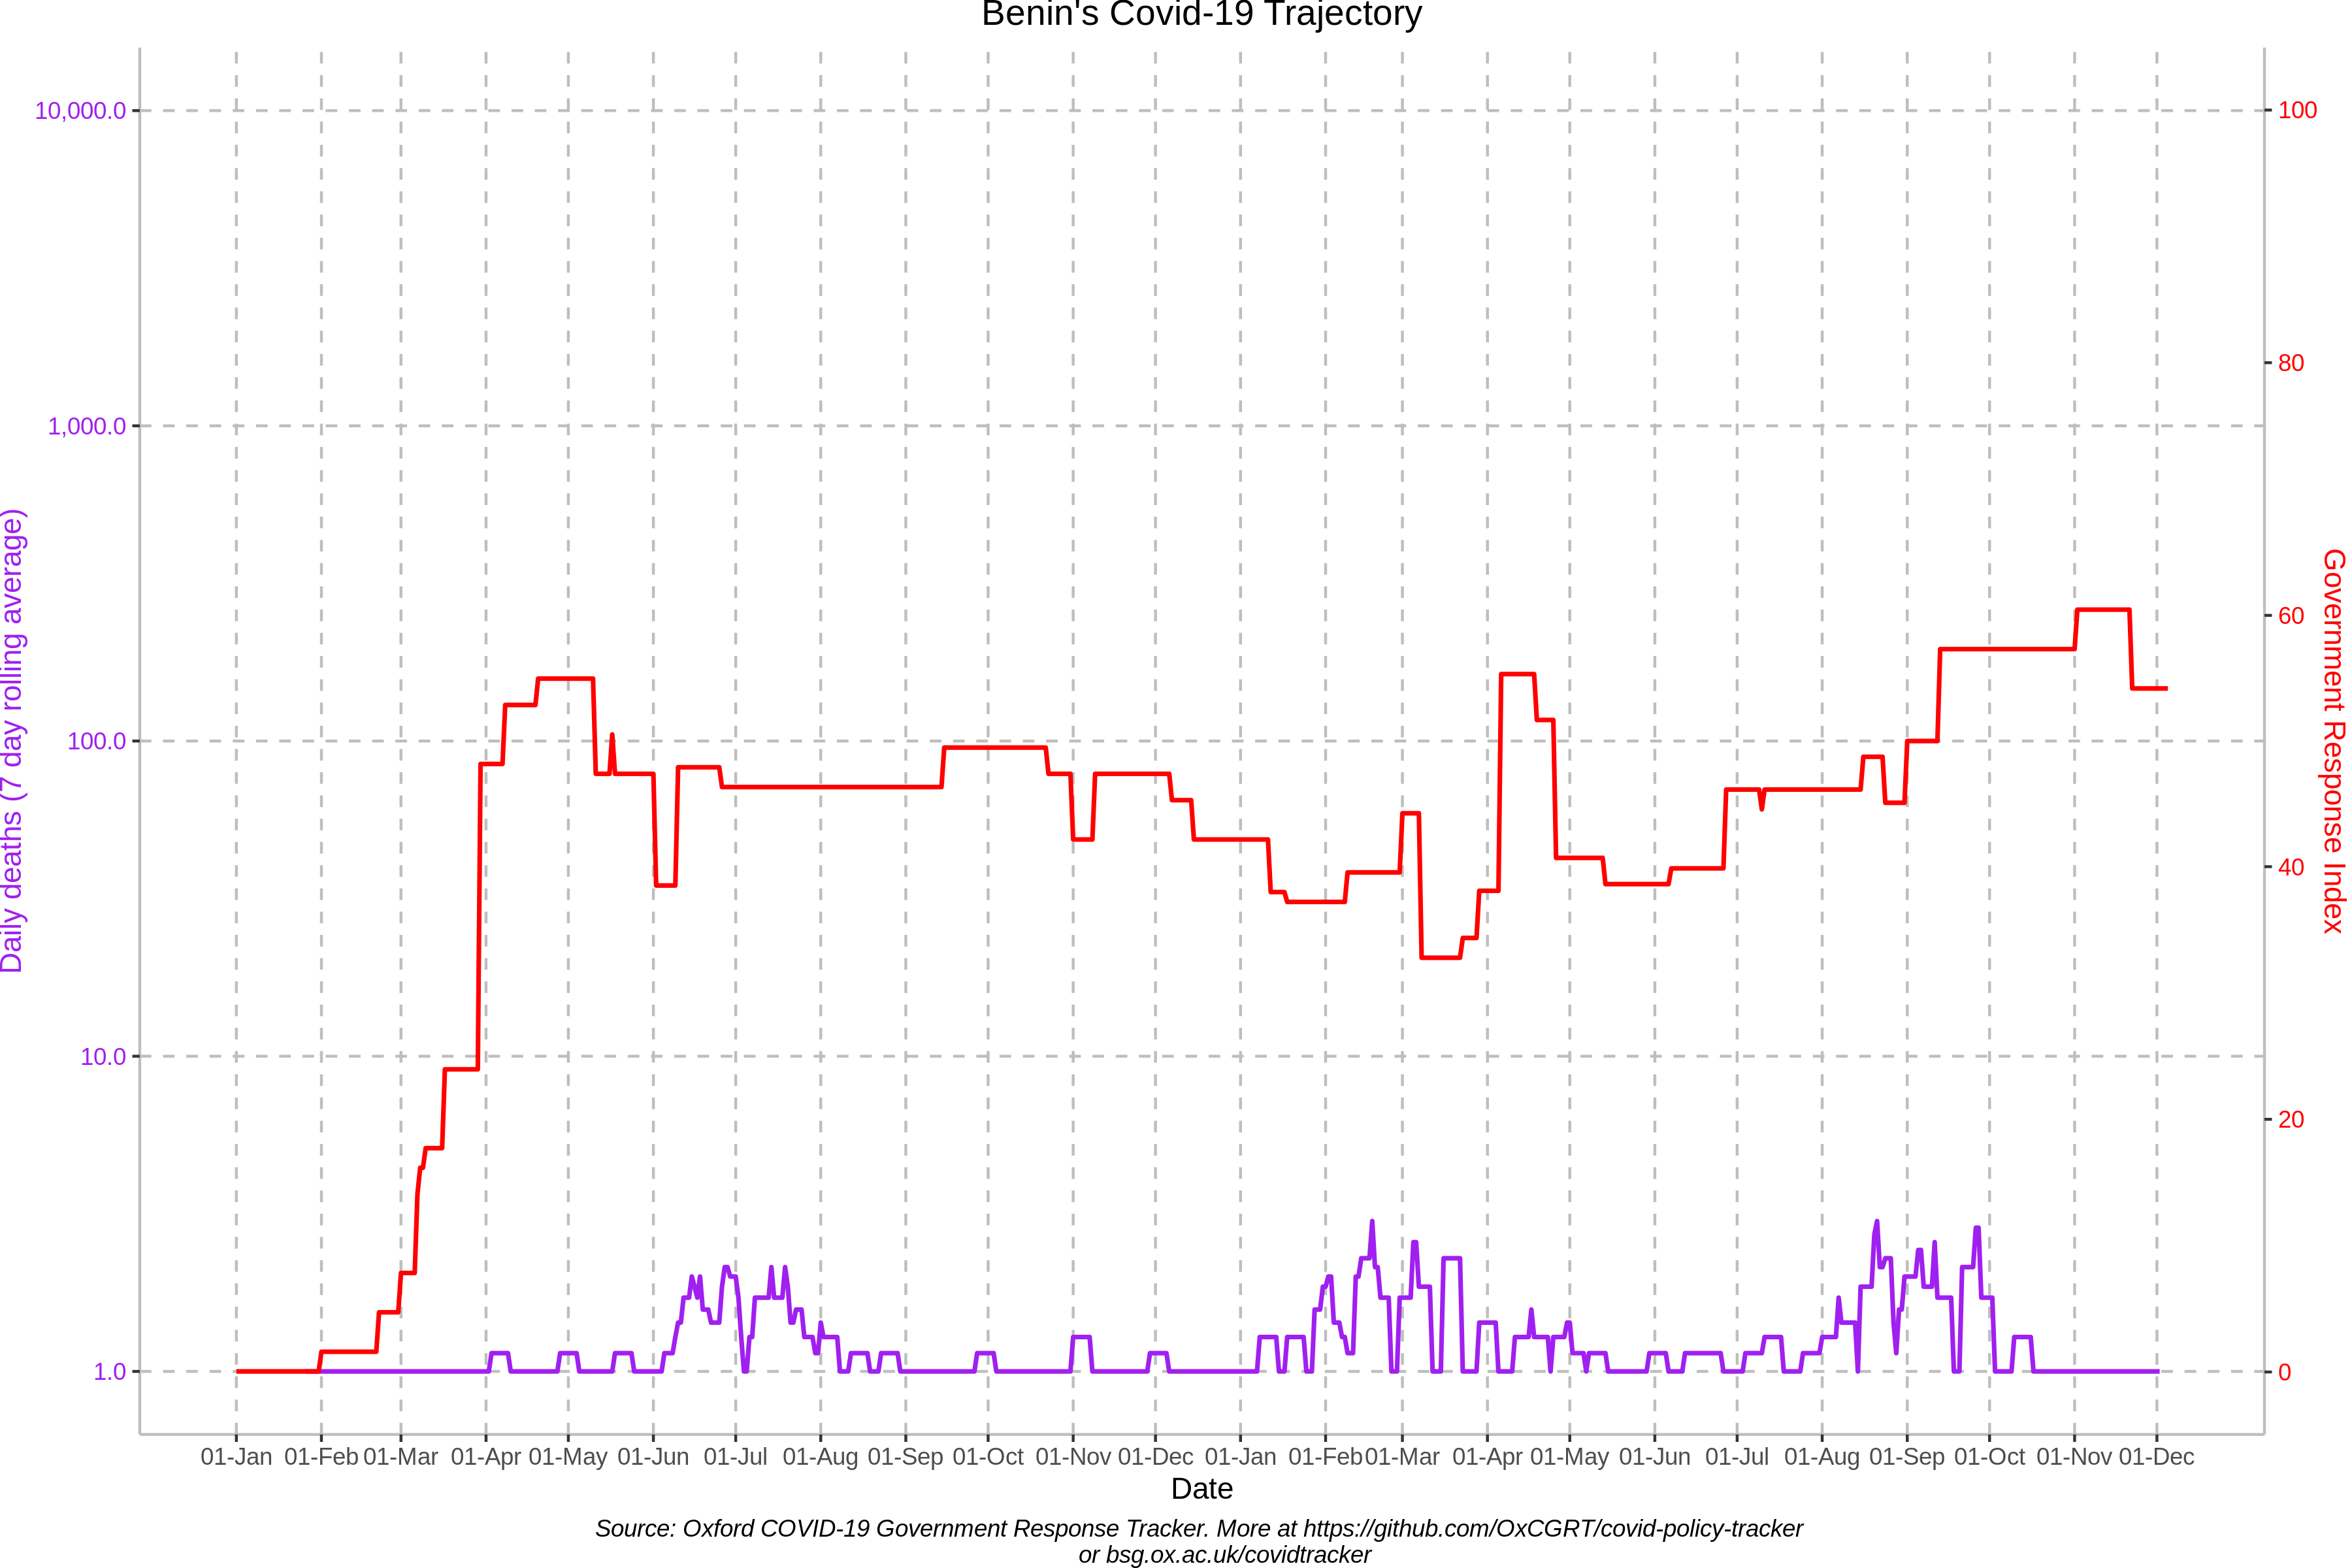 Benin's Covid-19 Trajectory
10,000.0
1,000.0
100.0
10.0
1.0
Daily deaths (7 day rolling average)
100
80
60
40
20
0
Government Response Index
01-Jan 01-Feb 01-Mar 01-Apr 01-May 01-Jun 01-Jul 01-Aug 01-Sep 01-Oct 01-Nov 01-Dec 01-Jan 01-Feb 01-Mar 01-Apr 01-May 01-Jun 01-Jul 01-Aug 01-Sep 01-Oct 01-Nov 01-Dec
Date
Source: Oxford COVID-19 Government Response Tracker. More at https://github.com/OxCGRT/covid-policy-tracker
or bsg.ox.ac.uk/covidtracker